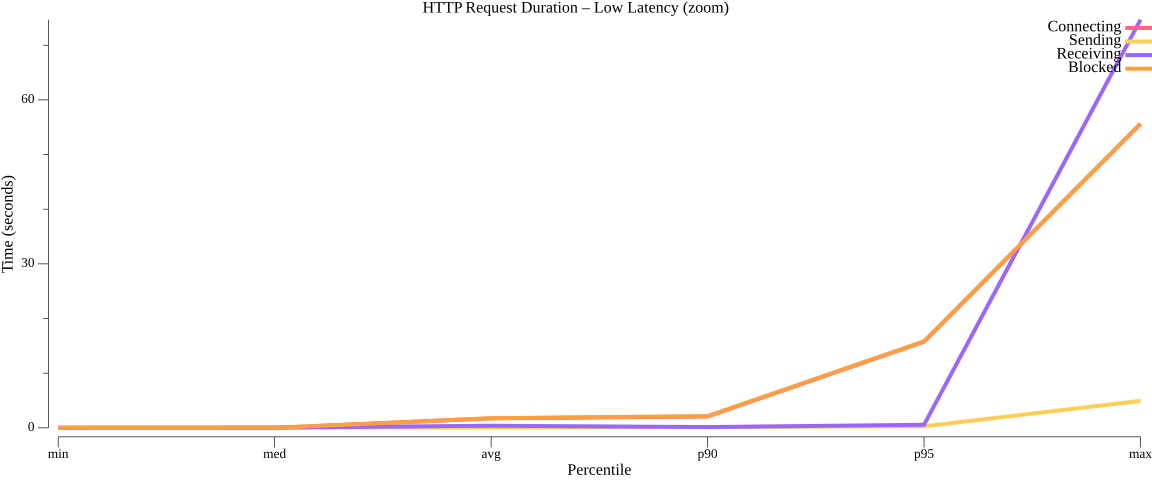 HTTP Request Duration – Low Latency (zoom)
Connecting
Sending
Receiving
Blocked
60
30
0
Time (seconds)
min med avg p90 p95 max
Percentile